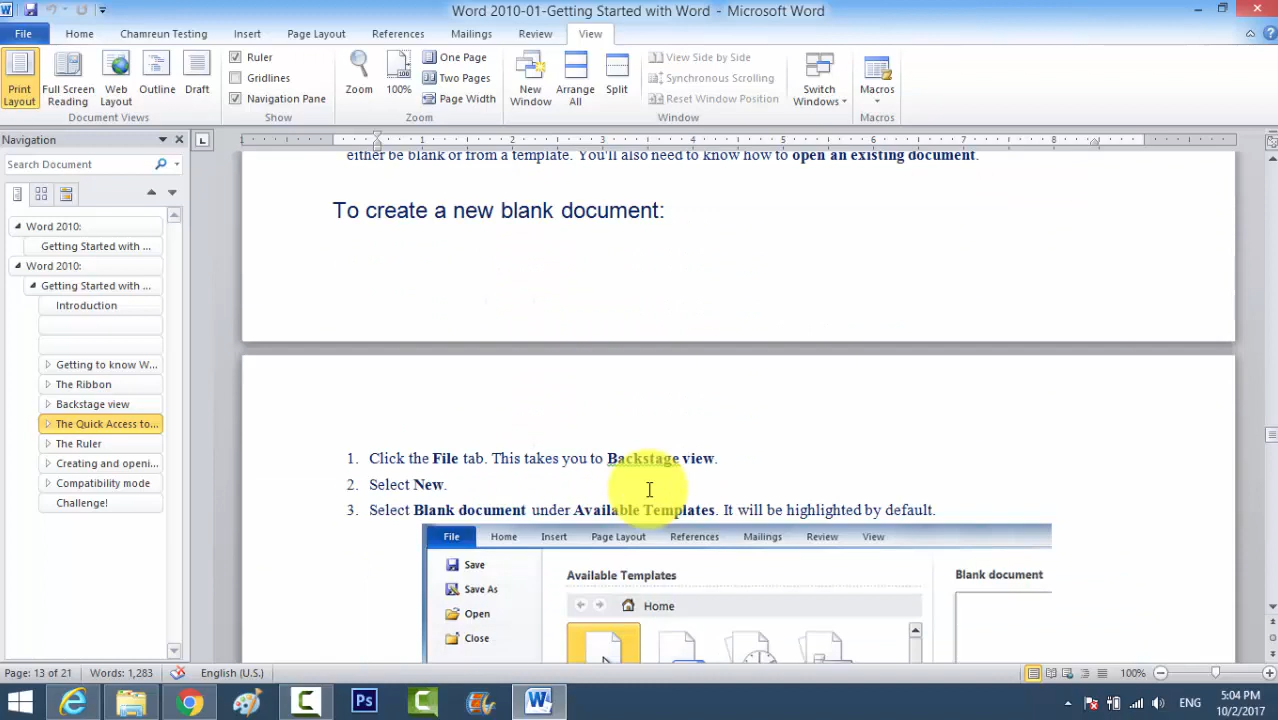 Word 2010-01-Getting Started with Word - Microsoft Word
File Home Chamreun Testing Insert Page Layout References Mailings Review View
Print Layout
Full Screen Reading
Web Layout
Outline
Draft
Document Views
Ruler
Gridlines
Navigation Pane
Show
Zoom
100%
One Page
Two Pages
Page Width
Zoom
New Window
Arrange All
Split
View Side by Side
Synchronous Scrolling
Reset Window Position
Window
Switch Windows
Macros
Macros
Navigation
Search Document
Word 2010:
Getting Started with ...
Word 2010:
Getting Started with ...
Introduction
Getting to know W...
The Ribbon
Backstage view
The Quick Access to...
The Ruler
Creating and openi...
Compatibility mode
Challenge!
1 2 3 4 5 6 7 8
either be blank or from a template. You'll also need to know how to open an existing document.
To create a new blank document:
1. Click the File tab. This takes you to Backstage view.
2. Select New.
3. Select Blank document under Available Templates. It will be highlighted by default.
File Home Insert Page Layout References Mailings Review View
Save
Save As
Open
Close
Available Templates
Home
Blank document
Page: 13 of 21 Words: 1,283 English (U.S.) 100%
Ps
ENG
5:04 PM
10/2/2017